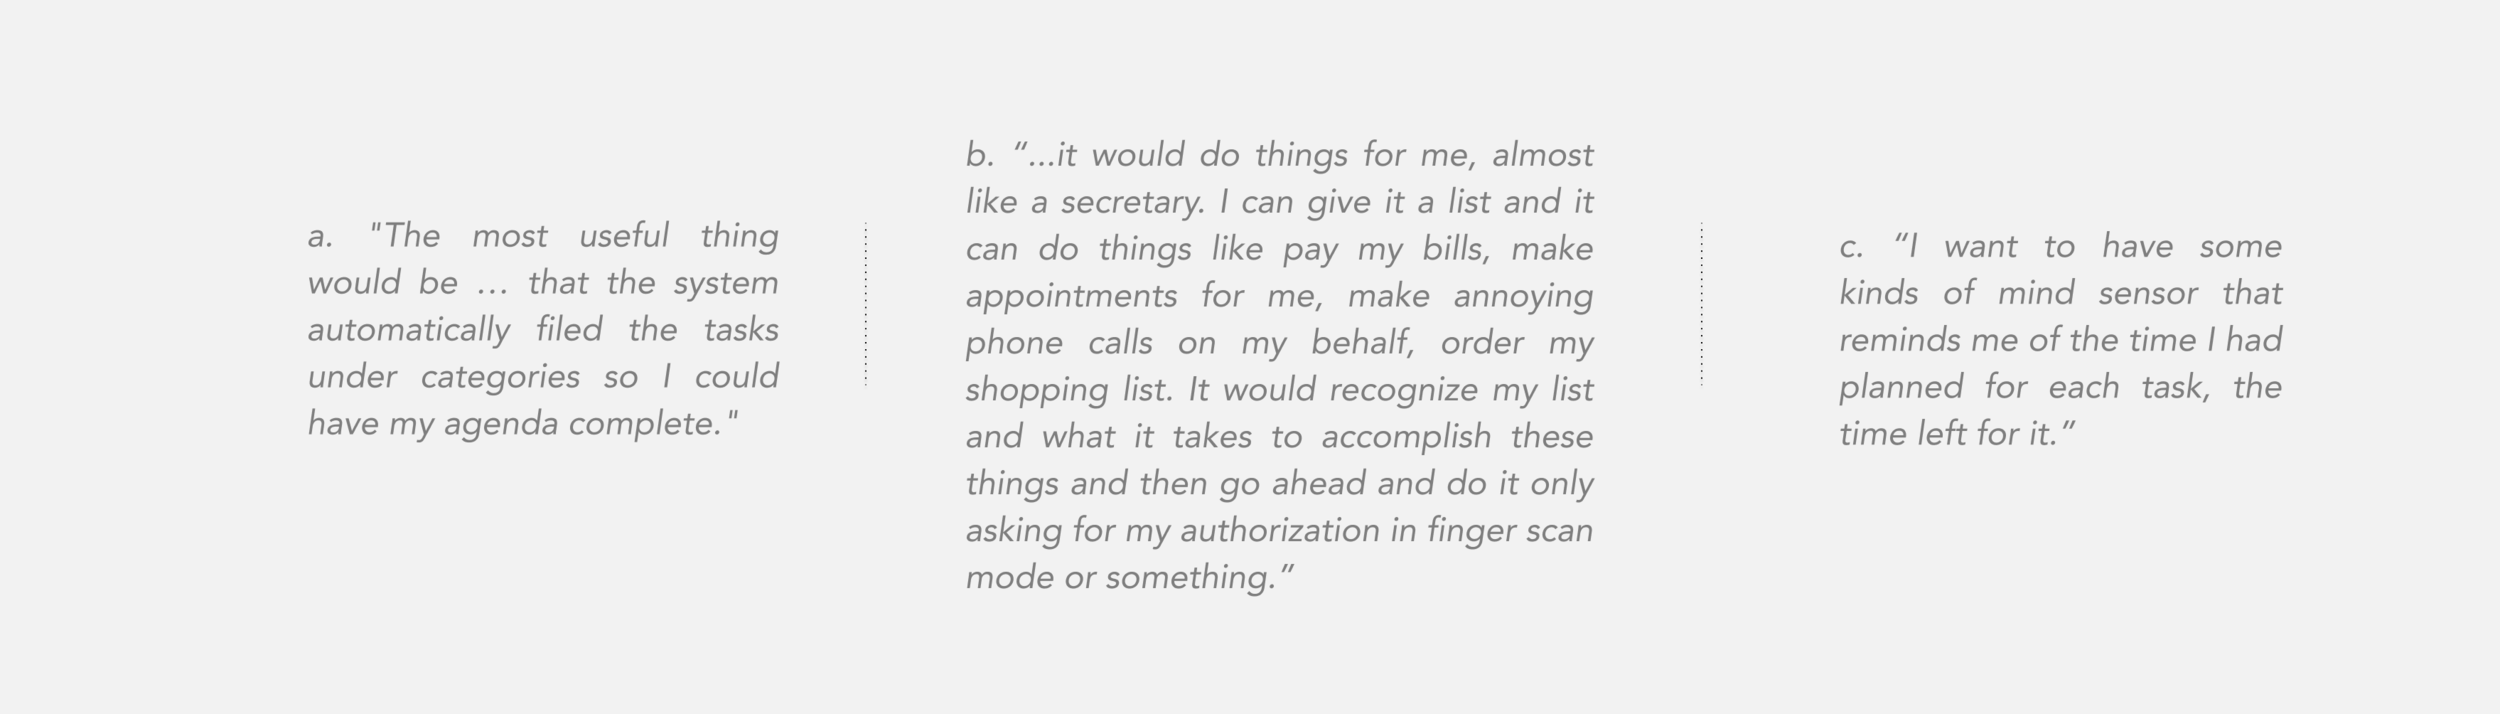 a. "The most useful thing
would be ... that the system
automatically filed the tasks
under categories so I could
have my agenda complete."
b. “...it would do things for me, almost
like a secretary. I can give it a list and it
can do things like pay my bills, make
appointments for me, make annoying
phone calls on my behalf, order my
shopping list. It would recognize my list
and what it takes to accomplish these
things and then go ahead and do it only
asking for my authorization in finger scan
mode or something.”
c. “I want to have some
kinds of mind sensor that
reminds me of the time I had
planned for each task, the
time left for it.”